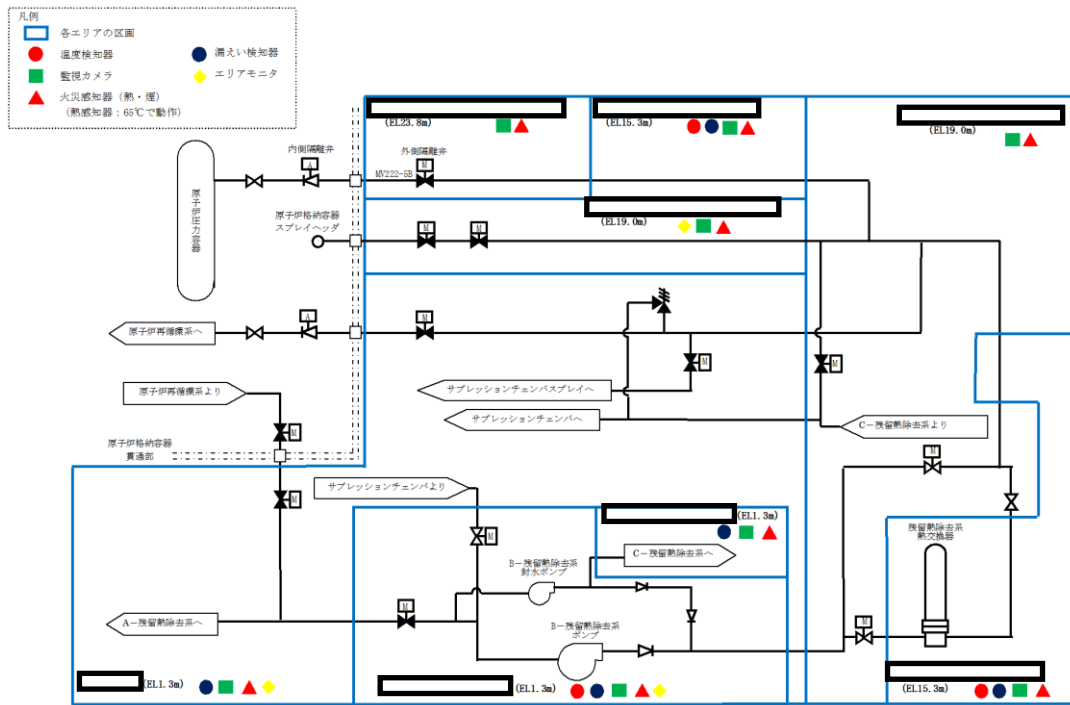 凡例
各エリアの区画
温度検知器
漏えい検知器
監視カメラ
エリアモニタ
火災感知器（熱・煙）
（熱感知器：65℃で動作）
(EL23.8m)
(EL15.3m)
(EL19.0m)
内側隔離弁
外側隔離弁
A
M
MV222-5B
原子炉圧力容器
(EL19.0m)
原子炉格納容器
スプレイヘッダ
M
M
原子炉再循環系へ
A
M
M
M
原子炉再循環系より
サプレッションチェンバスプレイへ
サプレッションチェンバへ
C－残留熱除去系より
M
原子炉格納容器
貫通部
M
M
サプレッションチェンバより
(EL1.3m)
M
残留熱除去系
熱交換器
C－残留熱除去系へ
B－残留熱除去系
封水ポンプ
A－残留熱除去系へ
M
B－残留熱除去系
ポンプ
M
(EL1.3m)
(EL1.3m)
(EL15.3m)